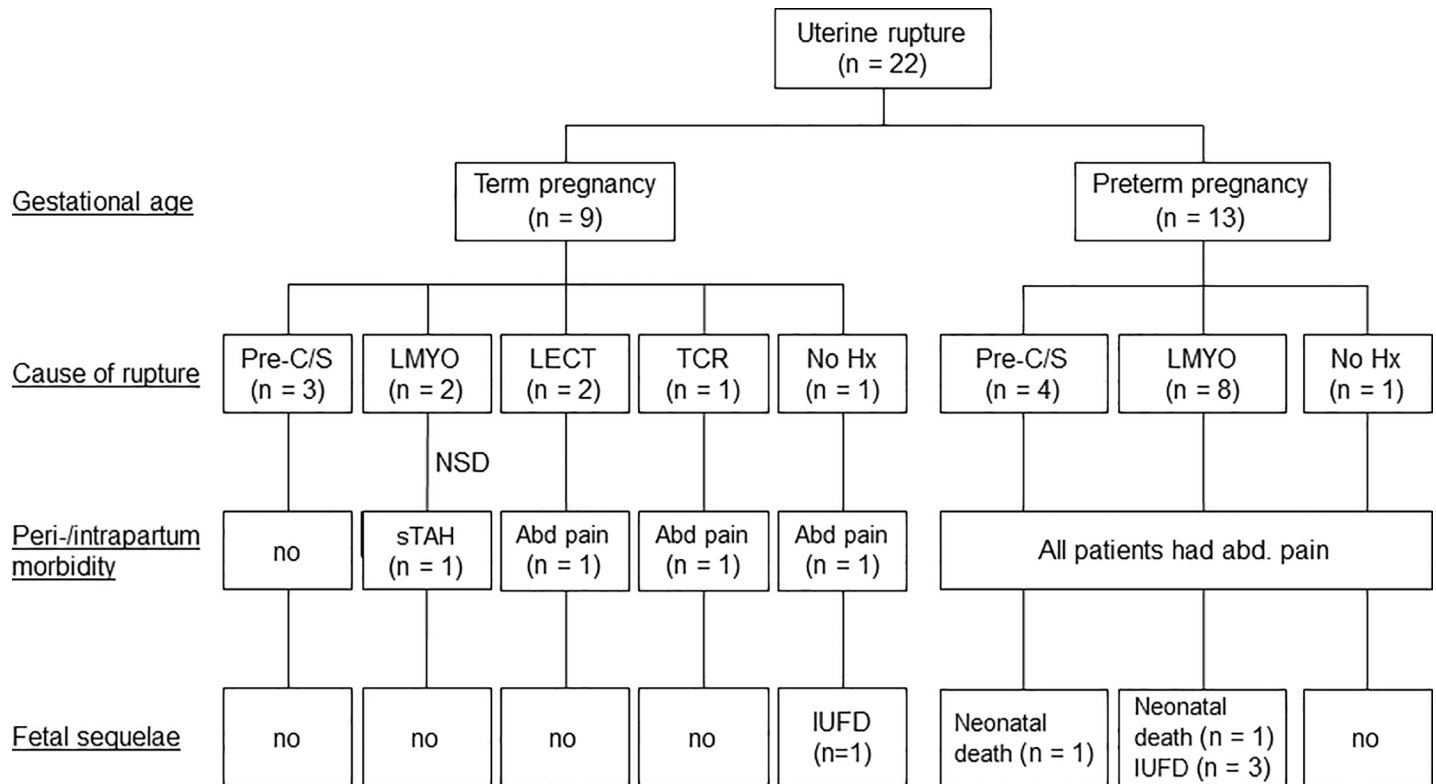 Uterine rupture
(n = 22)
Gestational age
Term pregnancy
(n = 9)
Preterm pregnancy
(n = 13)
Cause of rupture
Pre-C/S
(n = 3)
LMYO
(n = 2)
LECT
(n = 2)
TCR
(n = 1)
No Hx
(n = 1)
Pre-C/S
(n = 4)
LMYO
(n = 8)
No Hx
(n = 1)
NSD
Peri-/intrapartum
morbidity
no
sTAH
(n = 1)
Abd pain
(n = 1)
Abd pain
(n = 1)
Abd pain
(n = 1)
All patients had abd. pain
Fetal sequelae
no
no
no
no
IUFD
(n=1)
Neonatal
death (n = 1)
Neonatal
death (n = 1)
IUFD (n = 3)
no